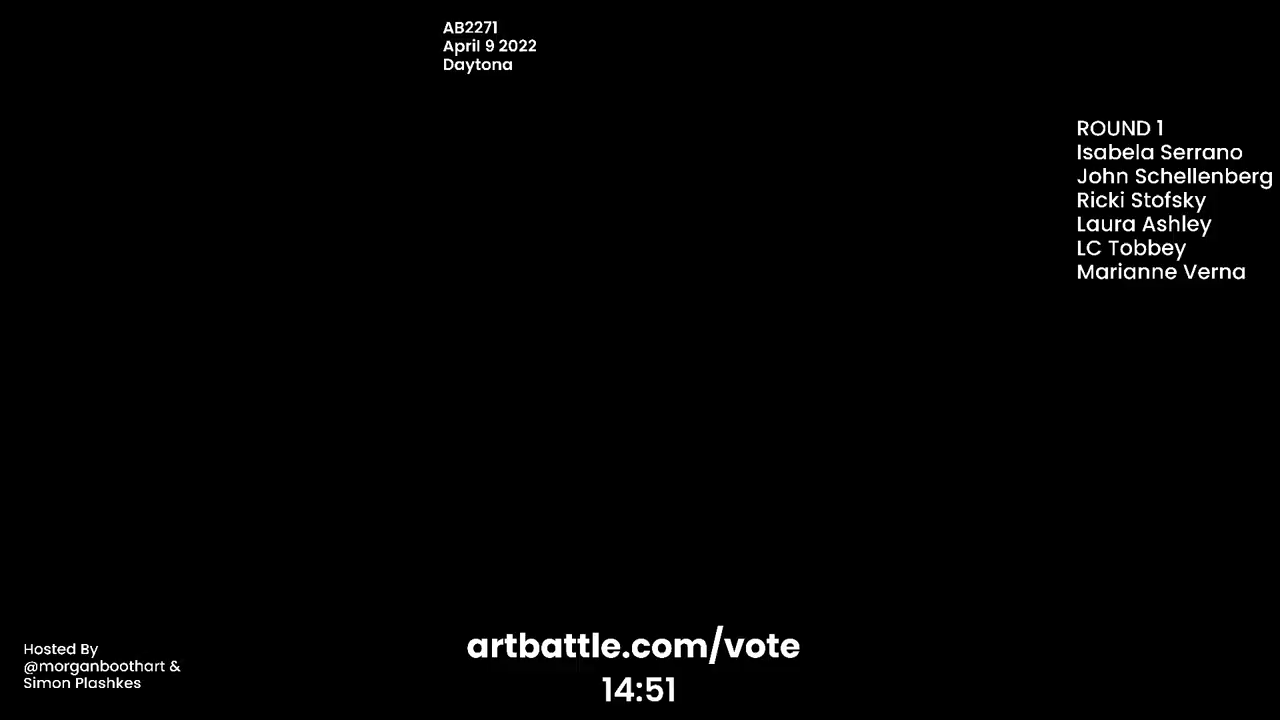 AB2271
April 9 2022
Daytona
ROUND 1
Isabela Serrano
John Schellenberg
Ricki Stofsky
Laura Ashley
LC Tobbey
Marianne Verna
Hosted By
@morganboothart &
Simon Plashkes
artbattle.com/vote
14:51